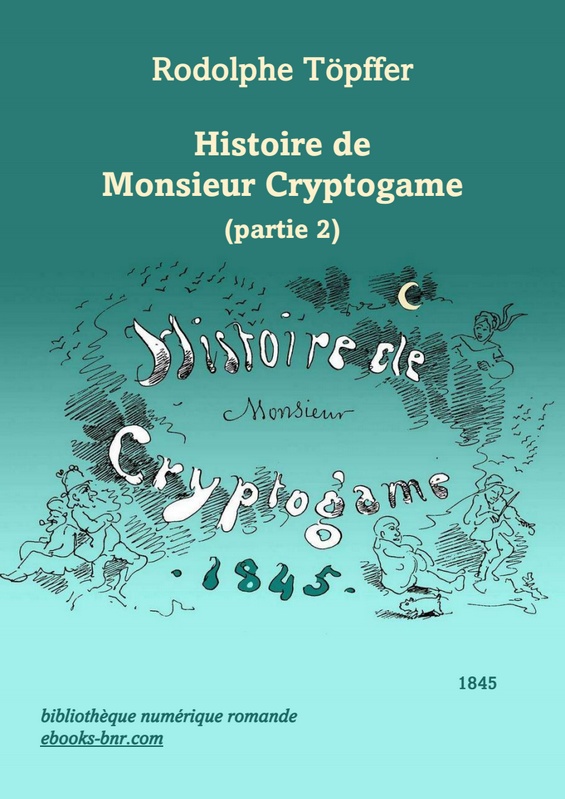 Rodolphe Töpffer
Histoire de
Monsieur Cryptogame
(partie 2)
Histoire de
Monsieur
Cryptogame
.1845.
1845
bibliothèque numérique romande
ebooks-bnr.com